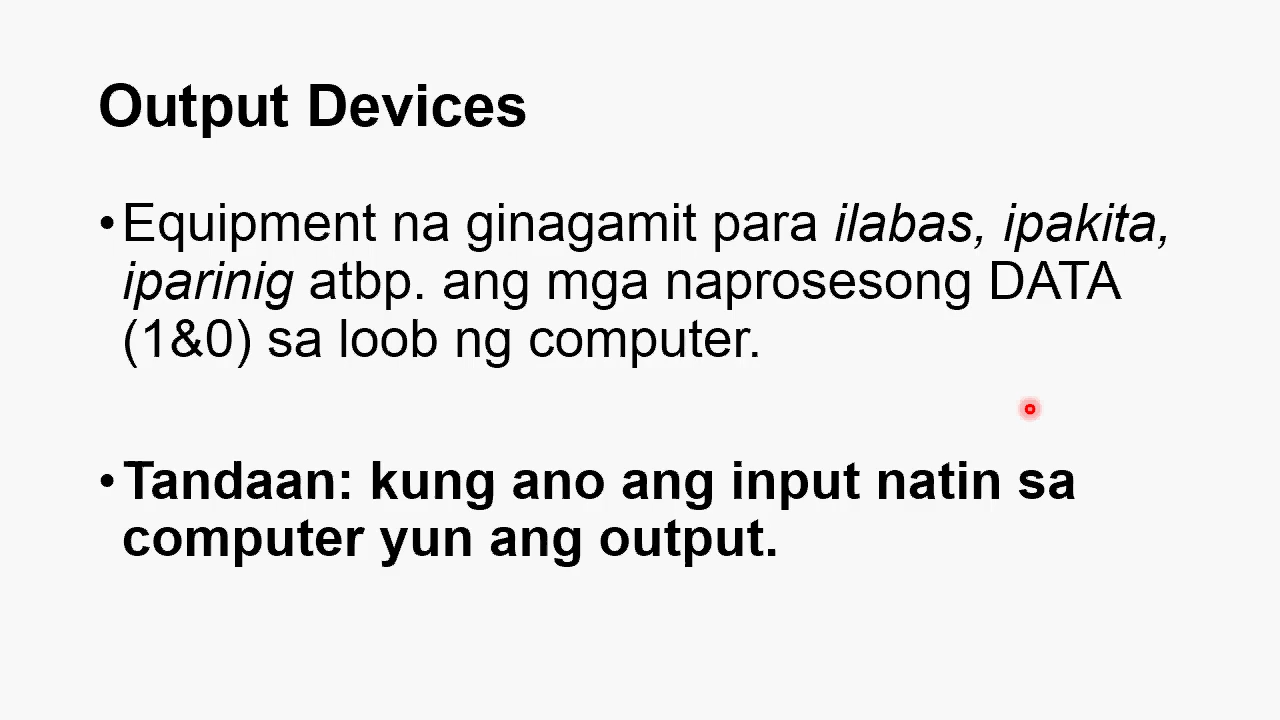 Output Devices
•Equipment na ginagamit para ilabas, ipakita,
iparinig atbp. ang mga naprosesong DATA
(1&0) sa loob ng computer.
•Tandaan: kung ano ang input natin sa
computer yun ang output.